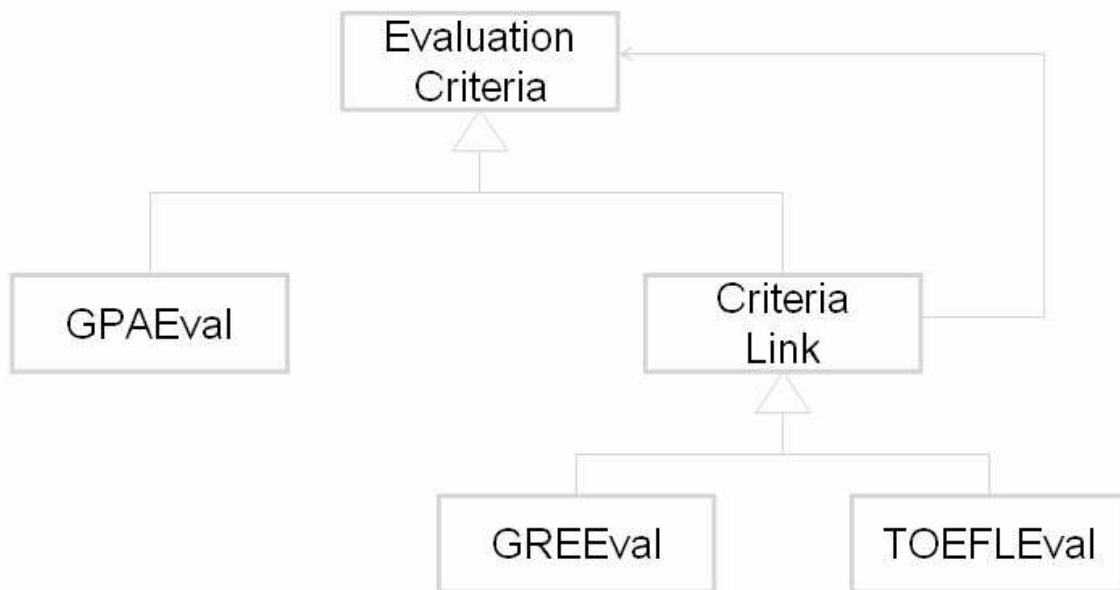 Evaluation
Criteria
GPAEval
Criteria
Link
GREEval
TOEFLEval